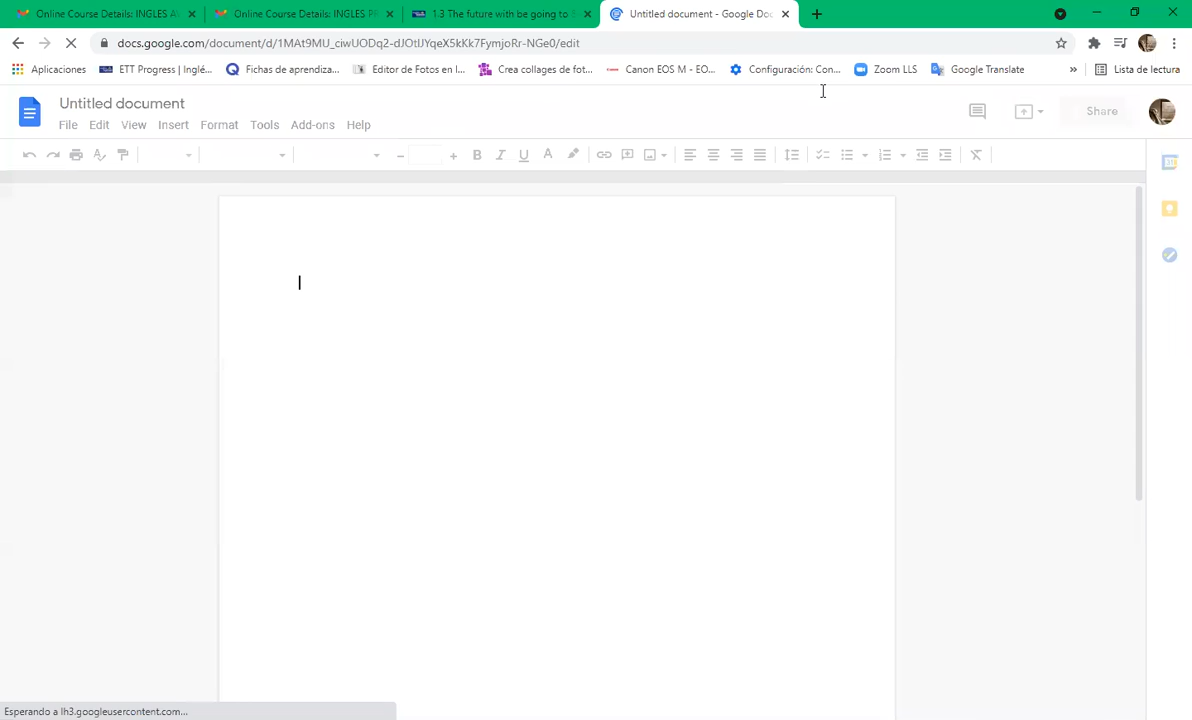 Online Course Details: INGLES A
Online Course Details: INGLES P
1.3 The future with be going to
Untitled document - Google Do
docs.google.com/document/d/1MAt9MU_ciwUODq2-dJOtIJYqeX5kKk7FymjoRr-NGe0/edit
Aplicaciones ETT Progress | Inglé... Fichas de aprendiza... Editor de Fotos en l... Crea collages de fot... Canon EOS M - EO... Configuración: Con... Zoom LLS Google Translate » Lista de lectura
Untitled document
Share
File Edit View Insert Format Tools Add-ons Help
Esperando a lh3.googleusercontent.com...